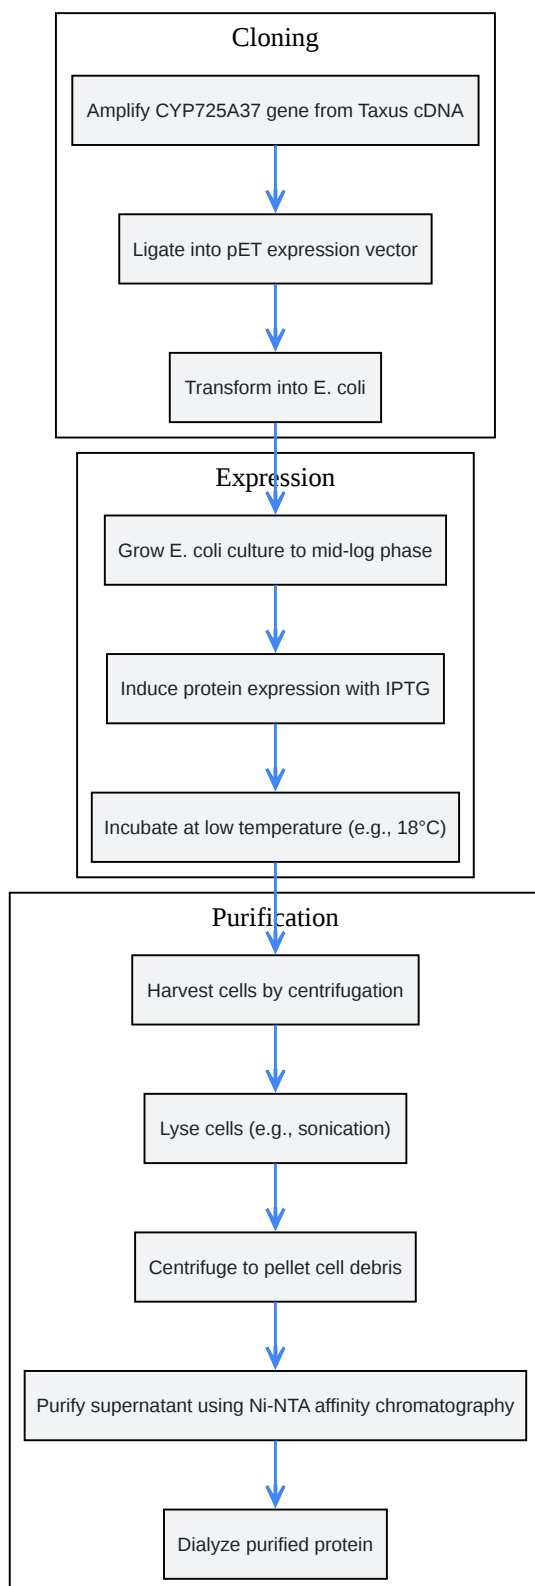 Cloning
Amplify CYP725A37 gene from Taxus cDNA
Ligate into pET expression vector
Transform into E. coli
Expression
Grow E. coli culture to mid-log phase
Induce protein expression with IPTG
Incubate at low temperature (e.g., 18°C)
Purification
Harvest cells by centrifugation
Lyse cells (e.g., sonication)
Centrifuge to pellet cell debris
Purify supernatant using Ni-NTA affinity chromatography
Dialyze purified protein